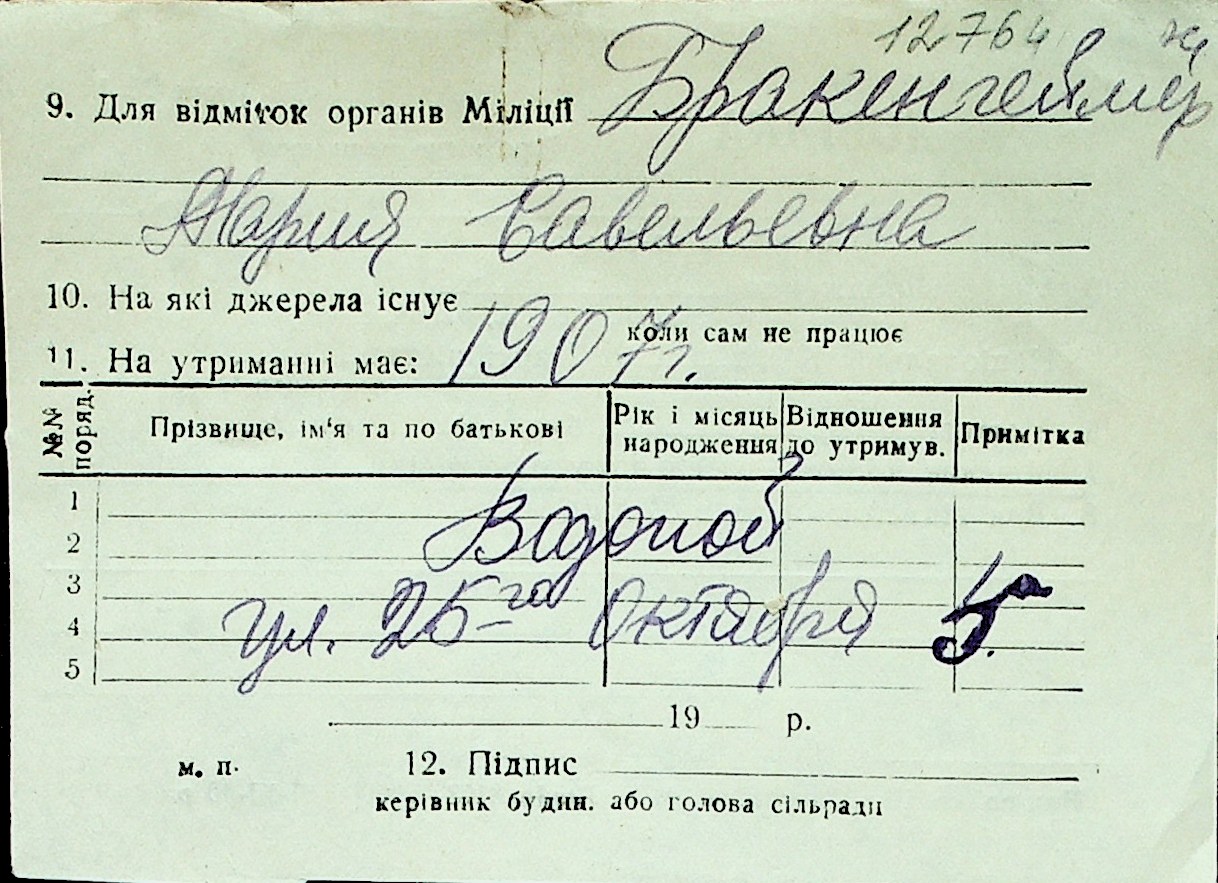 12764
9. Для відміток органів Міліції Бракенгеймер
Мария Савельевна
10. На які джерела існує
коли сам не працює
11. На утриманні має: 1907 г.
№№ поряд. Прізвище, ім'я та по батькові Рік і місяць народження Відношення до утримув. Примітка
1
2 Водопой
3
4 ул. 25-го Октября 5
5
19 р.
м. п. 12. Підпис
керівник будин. або голова сільради